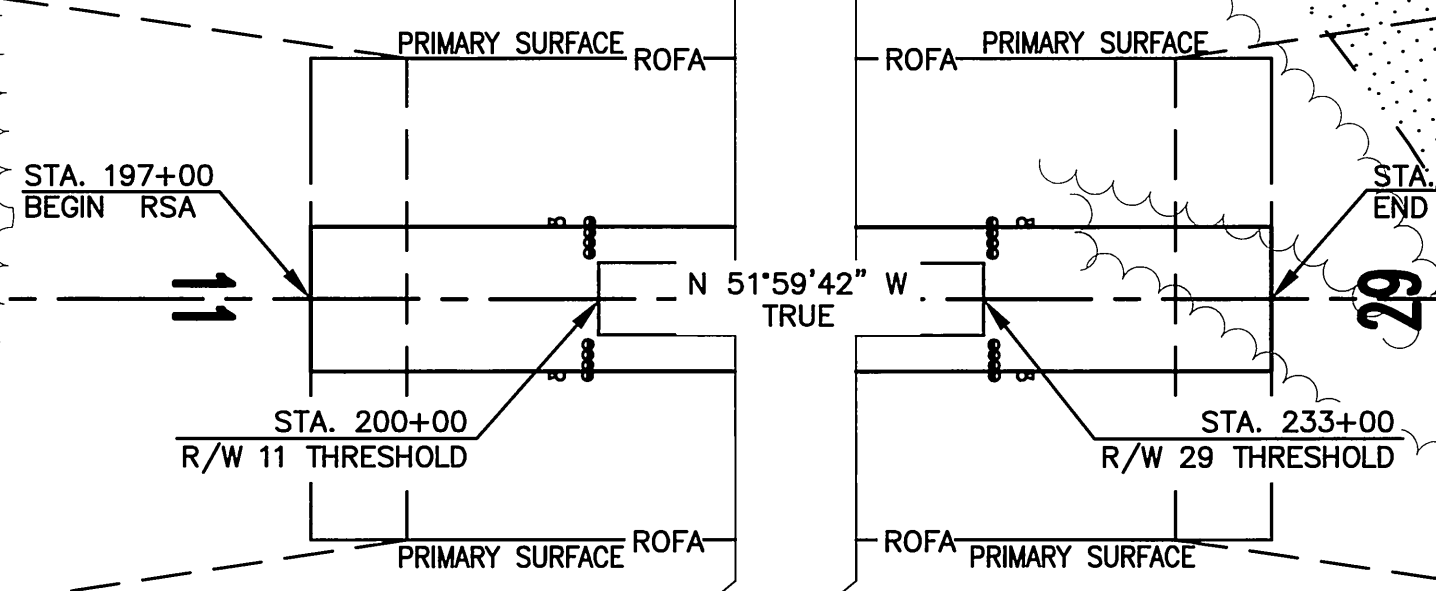 PRIMARY SURFACE
ROFA
ROFA
PRIMARY SURFACE
STA. 197+00
BEGIN RSA
STA.
END
11
N 51°59'42" W
TRUE
29
STA. 200+00
R/W 11 THRESHOLD
STA. 233+00
R/W 29 THRESHOLD
PRIMARY SURFACE
ROFA
ROFA
PRIMARY SURFACE